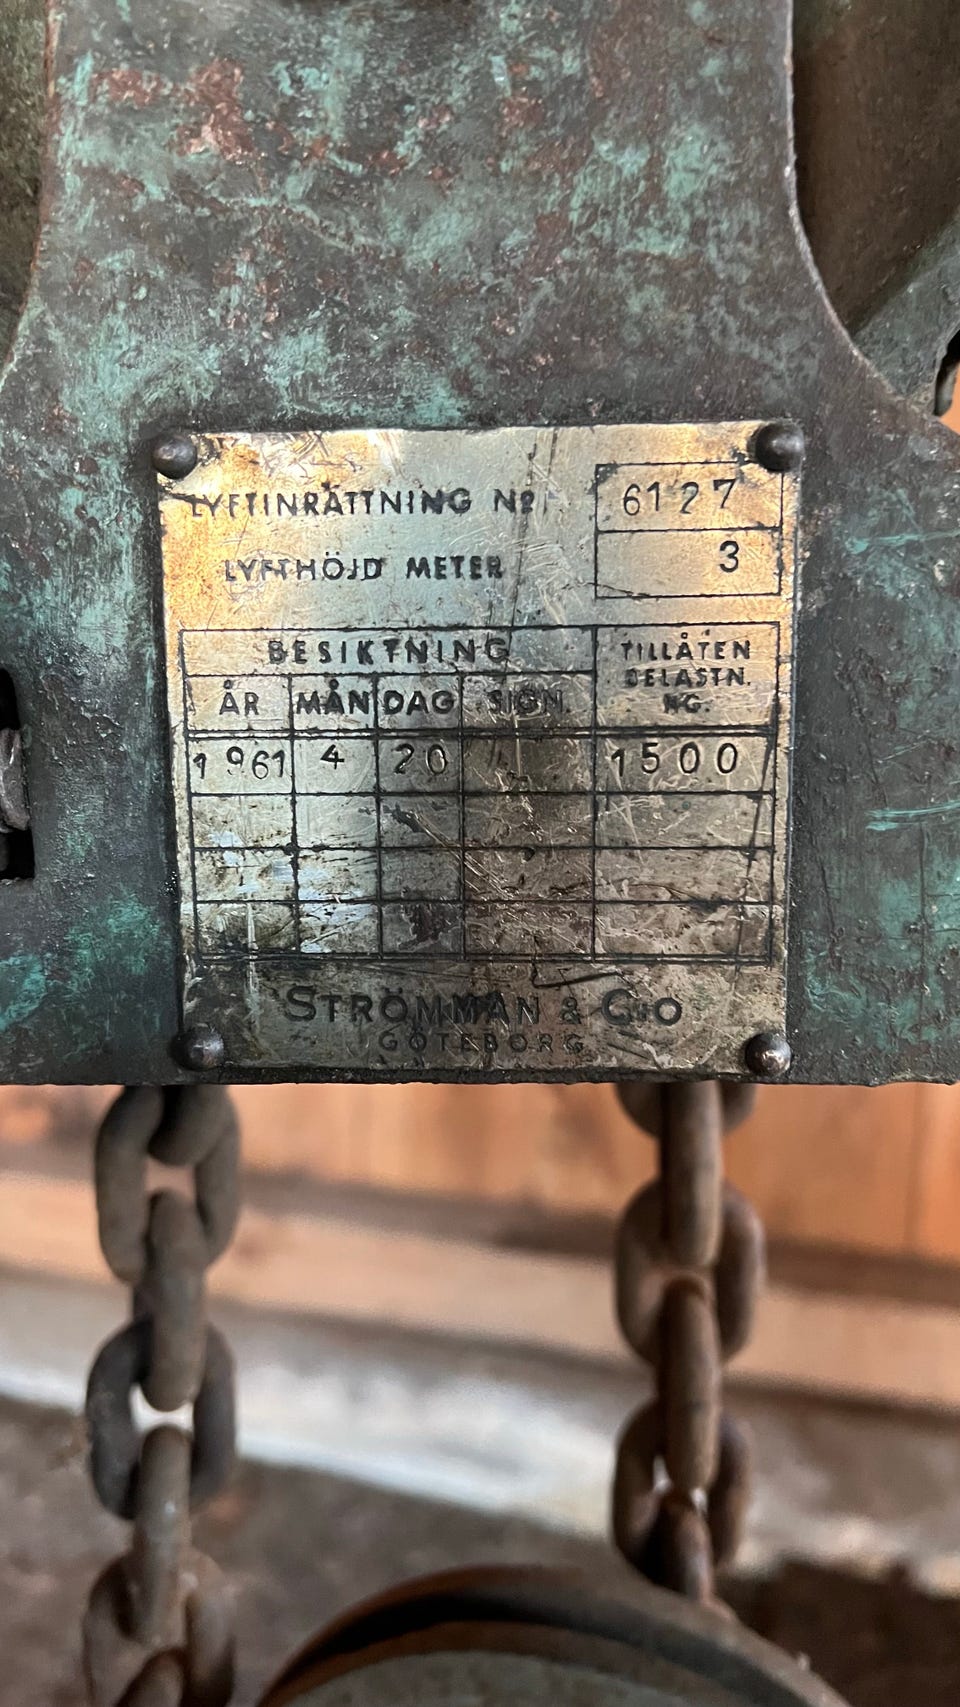 LYFTINRÄTTNING No 6127
LYFTHÖJD METER 3
BESIKTNING TILLÅTEN BELASTN. KG.
ÅR MÅN DAG SIGN.
1961 4 20 1500
STRÖMMAN & CIO
GÖTEBORG